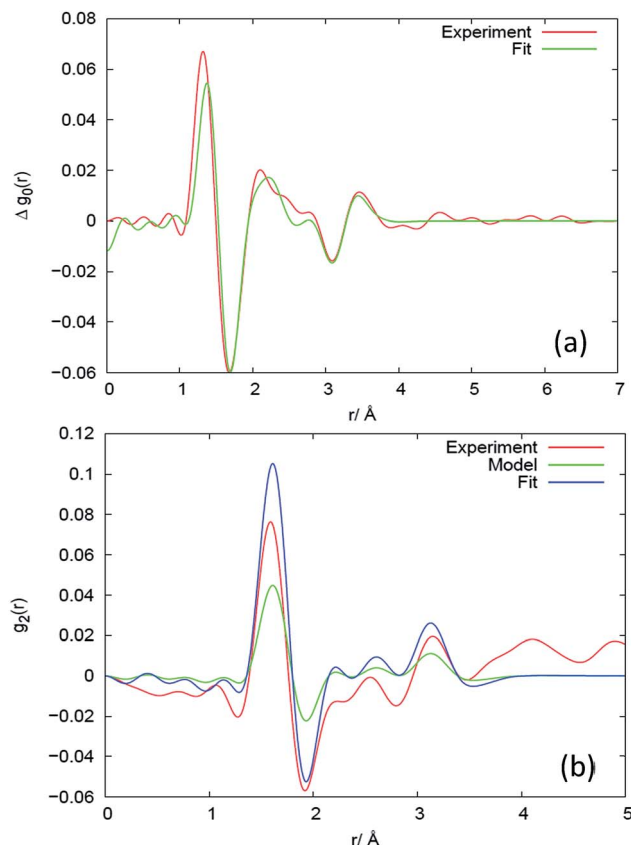 0.08
Experiment
Fit
0.06
0.04
0.02
Δ g0(r)
0
−0.02
−0.04
(a)
−0.06
0 1 2 3 4 5 6 7
r/ Å
0.12
Experiment
Model
Fit
0.1
0.08
0.06
0.04
g2(r)
0.02
0
−0.02
−0.04
(b)
−0.06
0 1 2 3 4 5
r/ Å